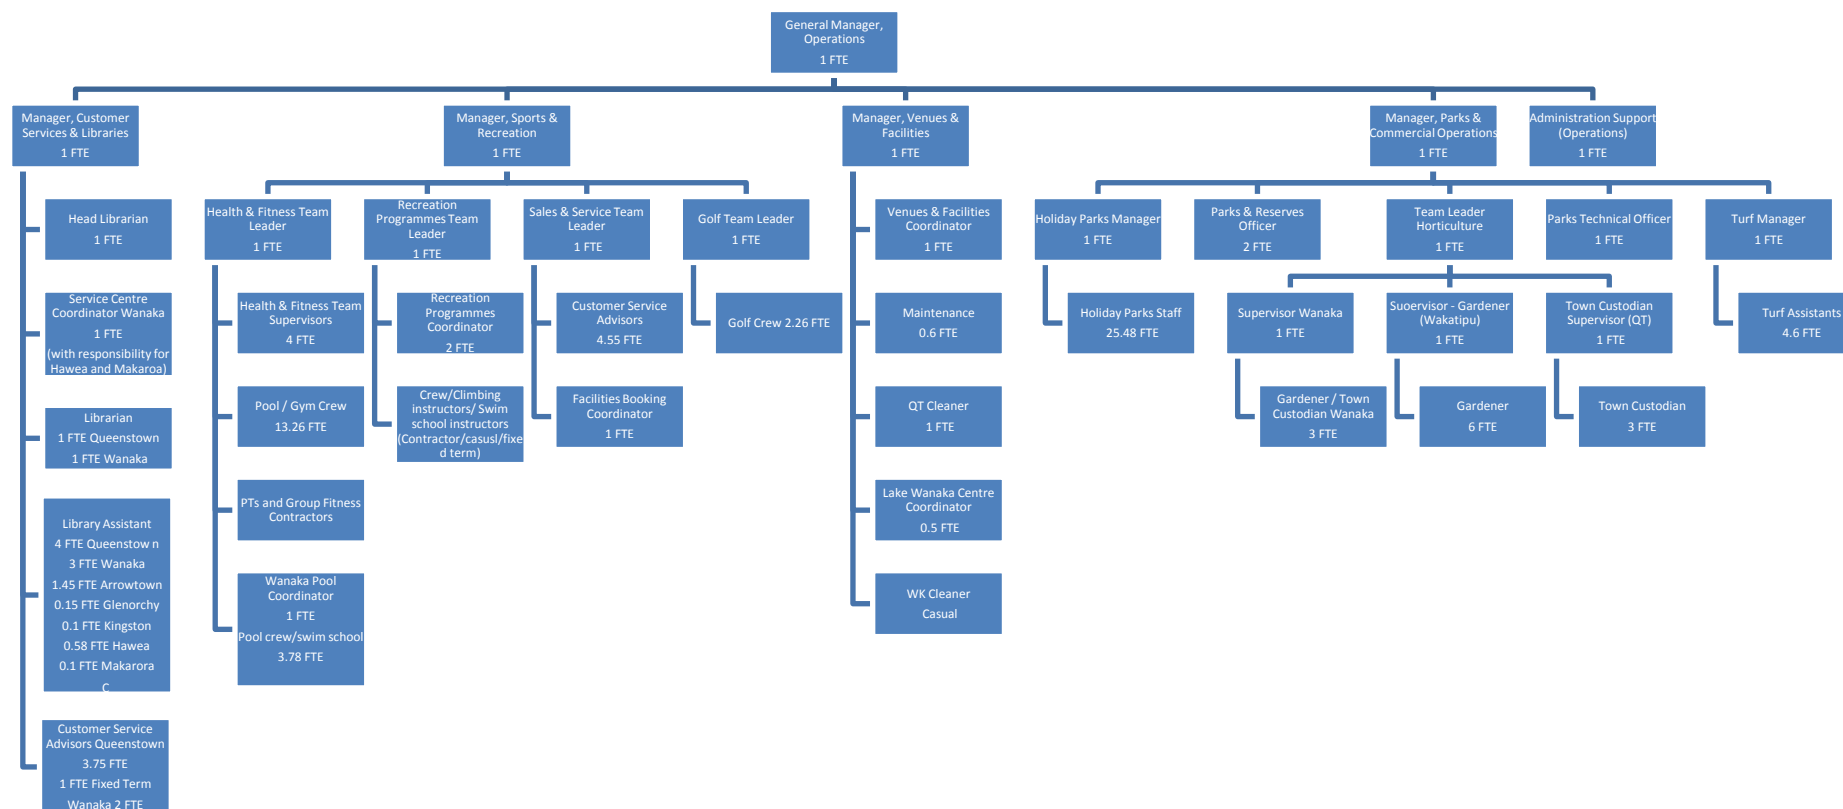 General Manager,
Operations
1 FTE
Manager, Customer
Services & Libraries
1 FTE
Manager, Sports &
Recreation
1 FTE
Manager, Venues &
Facilities
1 FTE
Manager, Parks &
Commercial Operations
1 FTE
Administration Support
(Operations)
1 FTE
Head Librarian
1 FTE
Service Centre
Coordinator Wanaka
1 FTE
(with responsibility for
Hawea and Makaroa)
Librarian
1 FTE Queenstown
1 FTE Wanaka
Library Assistant
4 FTE Queenstow n
3 FTE Wanaka
1.45 FTE Arrowtown
0.15 FTE Glenorchy
0.1 FTE Kingston
0.58 FTE Hawea
0.1 FTE Makarora
C
Customer Service
Advisors Queenstown
3.75 FTE
1 FTE Fixed Term
Wanaka 2 FTE
Health & Fitness Team
Leader
1 FTE
Health & Fitness Team
Supervisors
4 FTE
Pool / Gym Crew
13.26 FTE
PTs and Group Fitness
Contractors
Wanaka Pool
Coordinator
1 FTE
Pool crew/swim school
3.78 FTE
Recreation
Programmes Team
Leader
1 FTE
Recreation
Programmes
Coordinator
2 FTE
Crew/Climbing
instructors/ Swim
school instructors
(Contractor/casusl/fixe
d term)
Sales & Service Team
Leader
1 FTE
Customer Service
Advisors
4.55 FTE
Facilities Booking
Coordinator
1 FTE
Golf Team Leader
1 FTE
Golf Crew 2.26 FTE
Venues & Facilities
Coordinator
1 FTE
Maintenance
0.6 FTE
QT Cleaner
1 FTE
Lake Wanaka Centre
Coordinator
0.5 FTE
WK Cleaner
Casual
Holiday Parks Manager
1 FTE
Holiday Parks Staff
25.48 FTE
Parks & Reserves
Officer
2 FTE
Team Leader
Horticulture
1 FTE
Supervisor Wanaka
1 FTE
Gardener / Town
Custodian Wanaka
3 FTE
Suoervisor - Gardener
(Wakatipu)
1 FTE
Gardener
6 FTE
Town Custodian
Supervisor (QT)
1 FTE
Town Custodian
3 FTE
Parks Technical Officer
1 FTE
Turf Manager
1 FTE
Turf Assistants
4.6 FTE